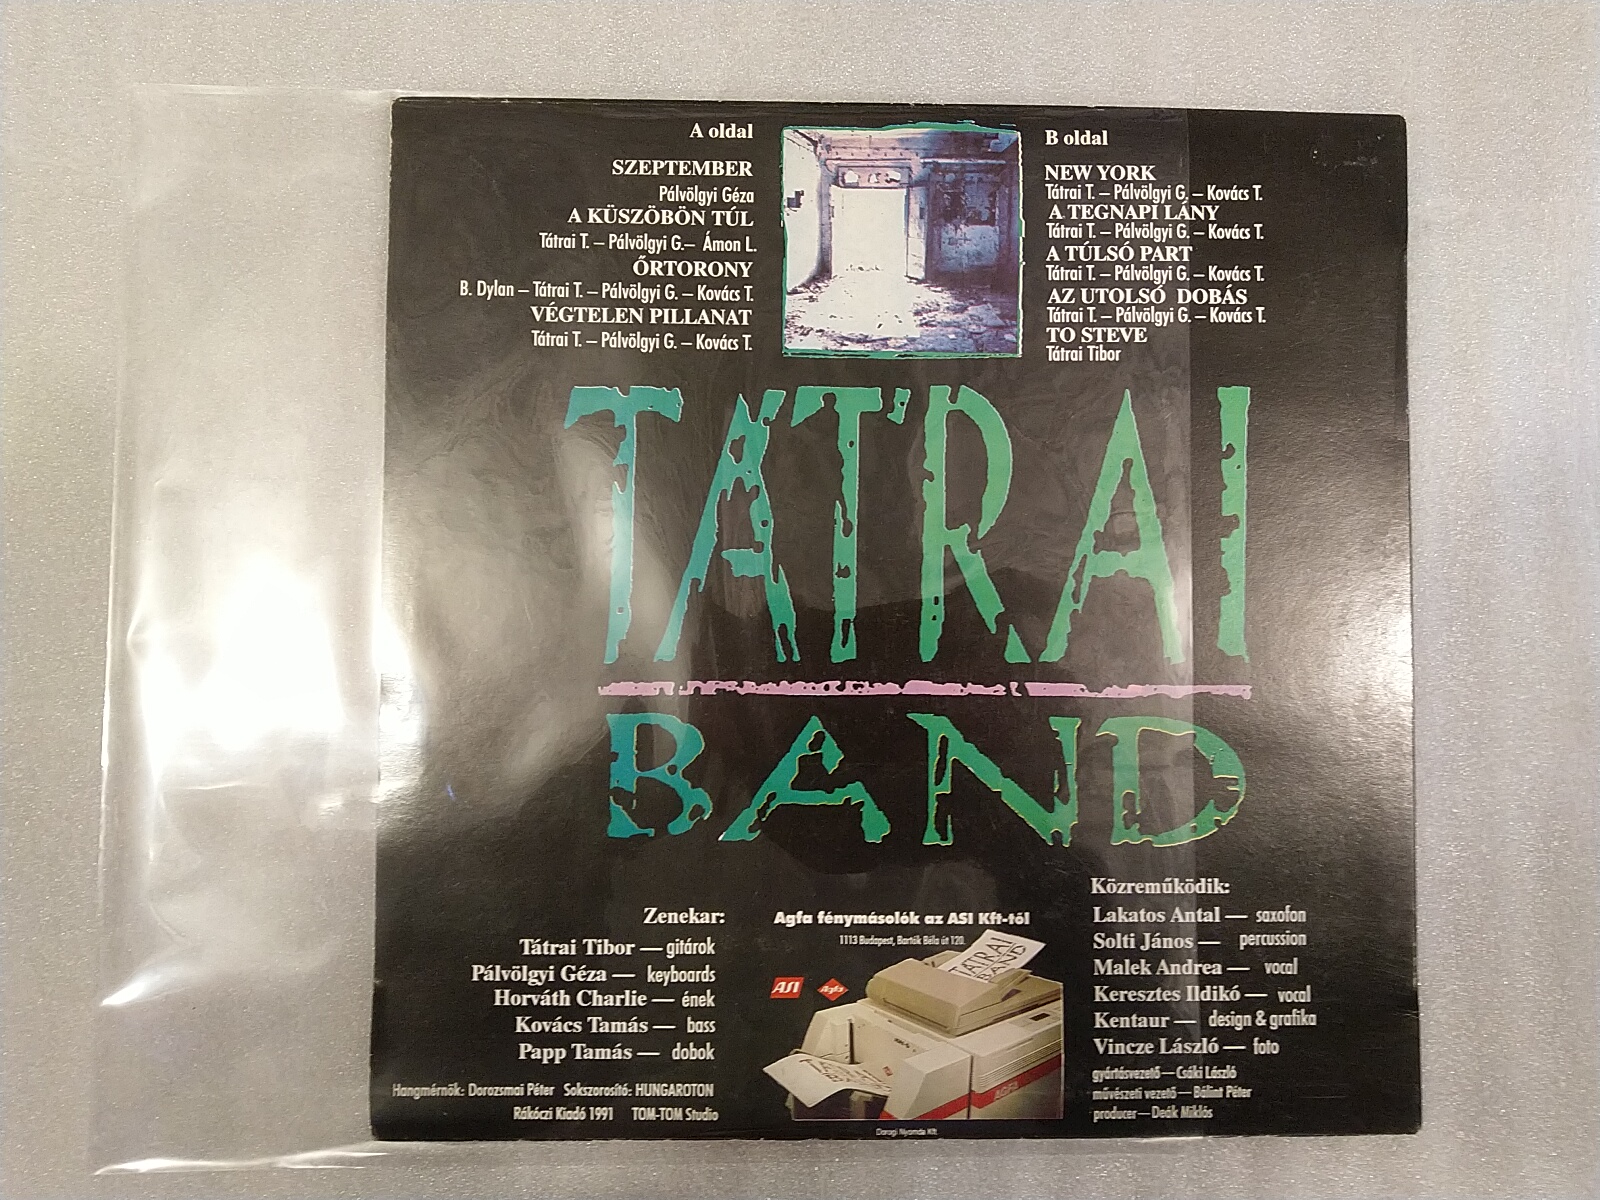 A oldal
SZEPTEMBER
Pálvölgyi Géza
A KÜSZÖBÖN TÚL
Tátrai T. – Pálvölgyi G.– Ámon L.
ŐRTORONY
B. Dylan – Tátrai T. – Pálvölgyi G. – Kovács T.
VÉGTELEN PILLANAT
Tátrai T. – Pálvölgyi G. – Kovács T.
B oldal
NEW YORK
Tátrai T. – Pálvölgyi G. – Kovács T.
A TEGNAPI LÁNY
Tátrai T. – Pálvölgyi G. – Kovács T.
A TÚLSÓ PART
Tátrai T. – Pálvölgyi G. – Kovács T.
AZ UTOLSÓ DOBÁS
Tátrai T. – Pálvölgyi G. – Kovács T.
TO STEVE
Tátrai Tibor
TÁTRAI
BAND
Zenekar:
Tátrai Tibor — gitárok
Pálvölgyi Géza — keyboards
Horváth Charlie — ének
Kovács Tamás — bass
Papp Tamás — dobok
Hangmérnök: Dorozsmai Péter Sokszorosító: HUNGAROTON
Rákóczi Kiadó 1991 TOM-TOM Studio
Agfa fénymásolók az ASI Kft-től
1113 Budapest, Bartók Béla út 120.
TÁTRAI
BAND
ASI
Agfa
AGFA
Dorogi Nyomda Kft
Közreműködik:
Lakatos Antal — saxofon
Solti János — percussion
Malek Andrea — vocal
Keresztes Ildikó — vocal
Kentaur — design & grafika
Vincze László — foto
gyártásvezető — Csáki László
művészeti vezető — Bálint Péter
producer — Deák Miklós